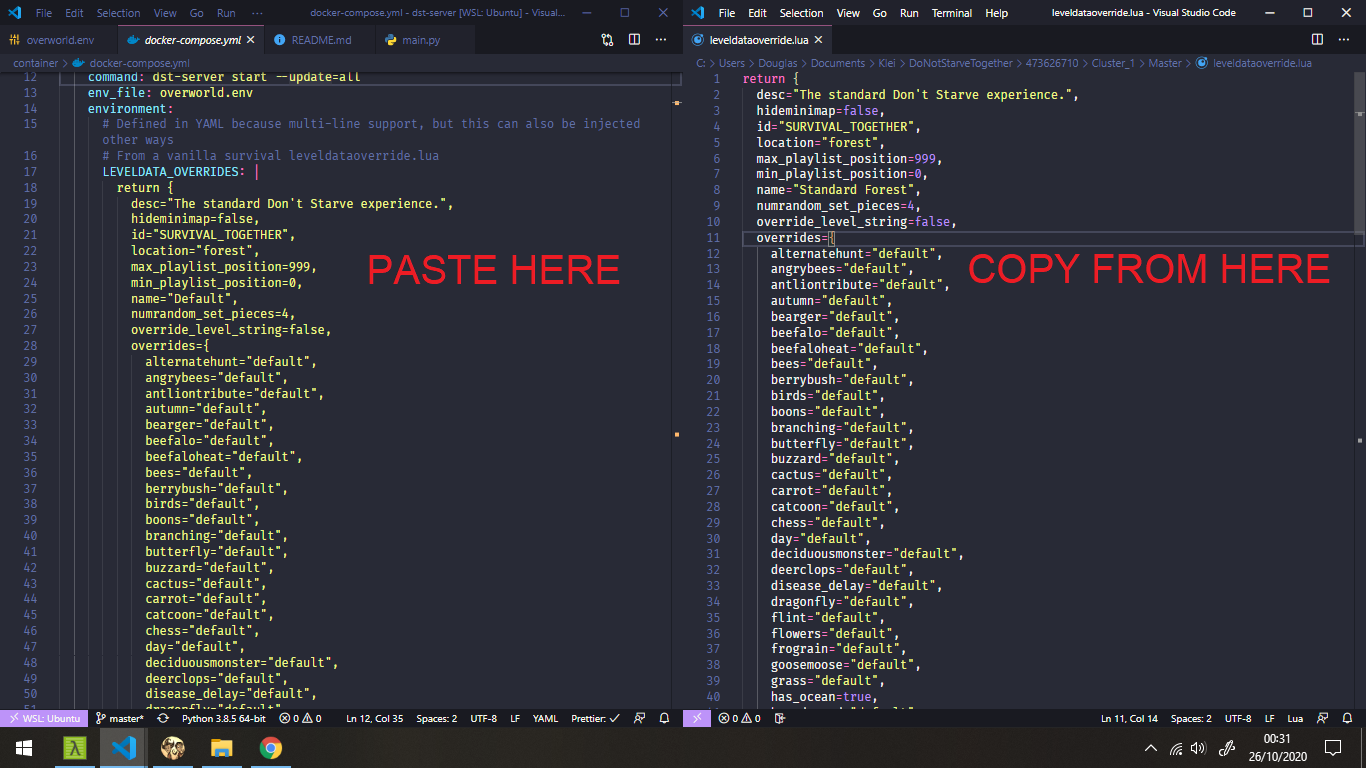 File Edit Selection View Go Run ··· docker-compose.yml - dst-server [WSL: Ubuntu] - Visual...
overworld.env docker-compose.yml README.md main.py
container > docker-compose.yml
12 command: dst-server start --update=all
13 env_file: overworld.env
14 environment:
15 # Defined in YAML because multi-line support, but this can also be injected
other ways
16 # From a vanilla survival leveldataoverride.lua
17 LEVELDATA_OVERRIDES: |
18 return {
19 desc="The standard Don't Starve experience.",
20 hideminimap=false,
21 id="SURVIVAL_TOGETHER",
22 location="forest",
23 max_playlist_position=999,
24 min_playlist_position=0,
25 name="Default",
26 numrandom_set_pieces=4,
27 override_level_string=false,
28 overrides={
29 alternatehunt="default",
30 angrybees="default",
31 antliontribute="default",
32 autumn="default",
33 bearger="default",
34 beefalo="default",
35 beefaloheat="default",
36 bees="default",
37 berrybush="default",
38 birds="default",
39 boons="default",
40 branching="default",
41 butterfly="default",
42 buzzard="default",
43 cactus="default",
44 carrot="default",
45 catcoon="default",
46 chess="default",
47 day="default",
48 deciduousmonster="default",
49 deerclops="default",
50 disease_delay="default",
51 dragonfly="default",
PASTE HERE
WSL: Ubuntu master* Python 3.8.5 64-bit 0 0 Ln 12, Col 35 Spaces: 2 UTF-8 LF YAML Prettier: ✓
File Edit Selection View Go Run Terminal Help leveldataoverride.lua - Visual Studio Code
leveldataoverride.lua
C: > Users > Douglas > Documents > Klei > DoNotStarveTogether > 473626710 > Cluster_1 > Master > leveldataoverride.lua
1 return {
2 desc="The standard Don't Starve experience.",
3 hideminimap=false,
4 id="SURVIVAL_TOGETHER",
5 location="forest",
6 max_playlist_position=999,
7 min_playlist_position=0,
8 name="Standard Forest",
9 numrandom_set_pieces=4,
10 override_level_string=false,
11 overrides={
12 alternatehunt="default",
13 angrybees="default",
14 antliontribute="default",
15 autumn="default",
16 bearger="default",
17 beefalo="default",
18 beefaloheat="default",
19 bees="default",
20 berrybush="default",
21 birds="default",
22 boons="default",
23 branching="default",
24 butterfly="default",
25 buzzard="default",
26 cactus="default",
27 carrot="default",
28 catcoon="default",
29 chess="default",
30 day="default",
31 deciduousmonster="default",
32 deerclops="default",
33 disease_delay="default",
34 dragonfly="default",
35 flint="default",
36 flowers="default",
37 frograin="default",
38 goosemoose="default",
39 grass="default",
40 has_ocean=true,
COPY FROM HERE
0 0 Ln 11, Col 14 Spaces: 2 UTF-8 LF Lua
00:31
26/10/2020